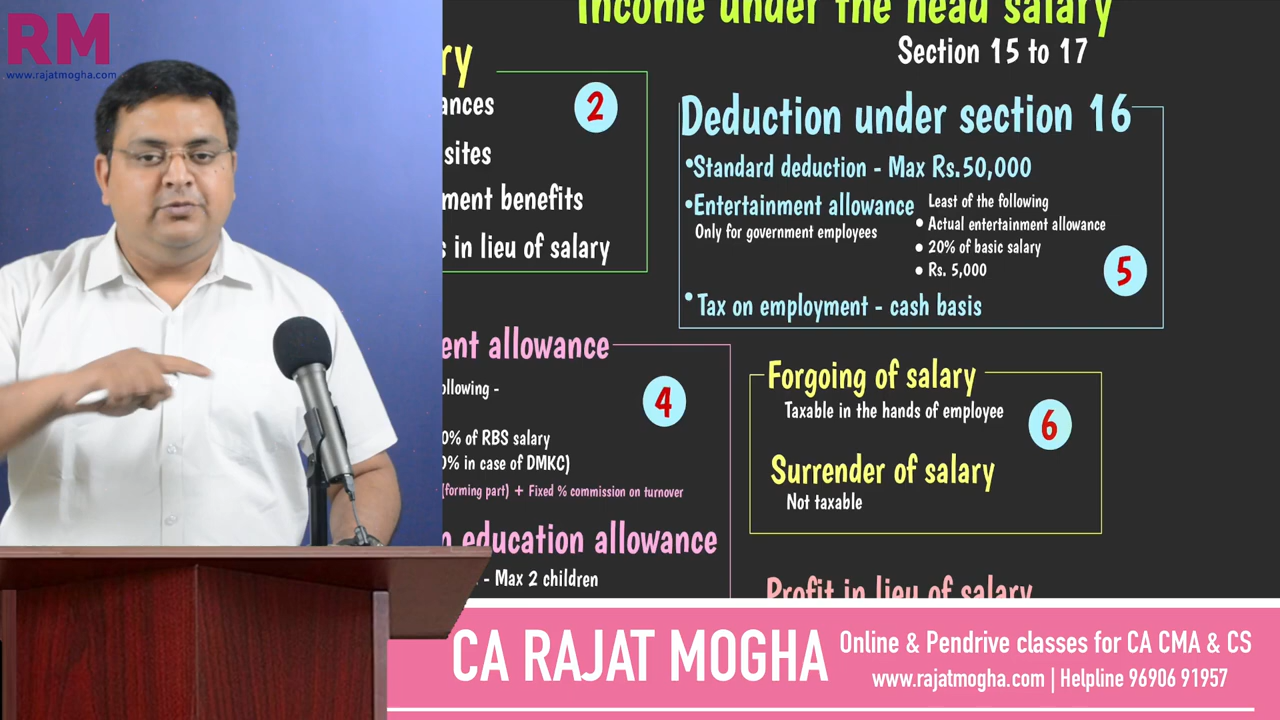 RM
www.rajatmogha.com
Income under the head salary
Section 15 to 17
ry
ances
2
sites
ment benefits
s in lieu of salary
Deduction under section 16
•Standard deduction - Max Rs.50,000
•Entertainment allowance
Only for government employees
Least of the following
• Actual entertainment allowance
• 20% of basic salary
• Rs. 5,000
5
• Tax on employment - cash basis
ent allowance
ollowing -
4
0% of RBS salary
0% in case of DMKC)
(forming part) + Fixed % commission on turnover
n education allowance
- Max 2 children
Forgoing of salary
Taxable in the hands of employee
6
Surrender of salary
Not taxable
Profit in lieu of salary
CA RAJAT MOGHA
Online & Pendrive classes for CA CMA & CS
www.rajatmogha.com | Helpline 96906 91957